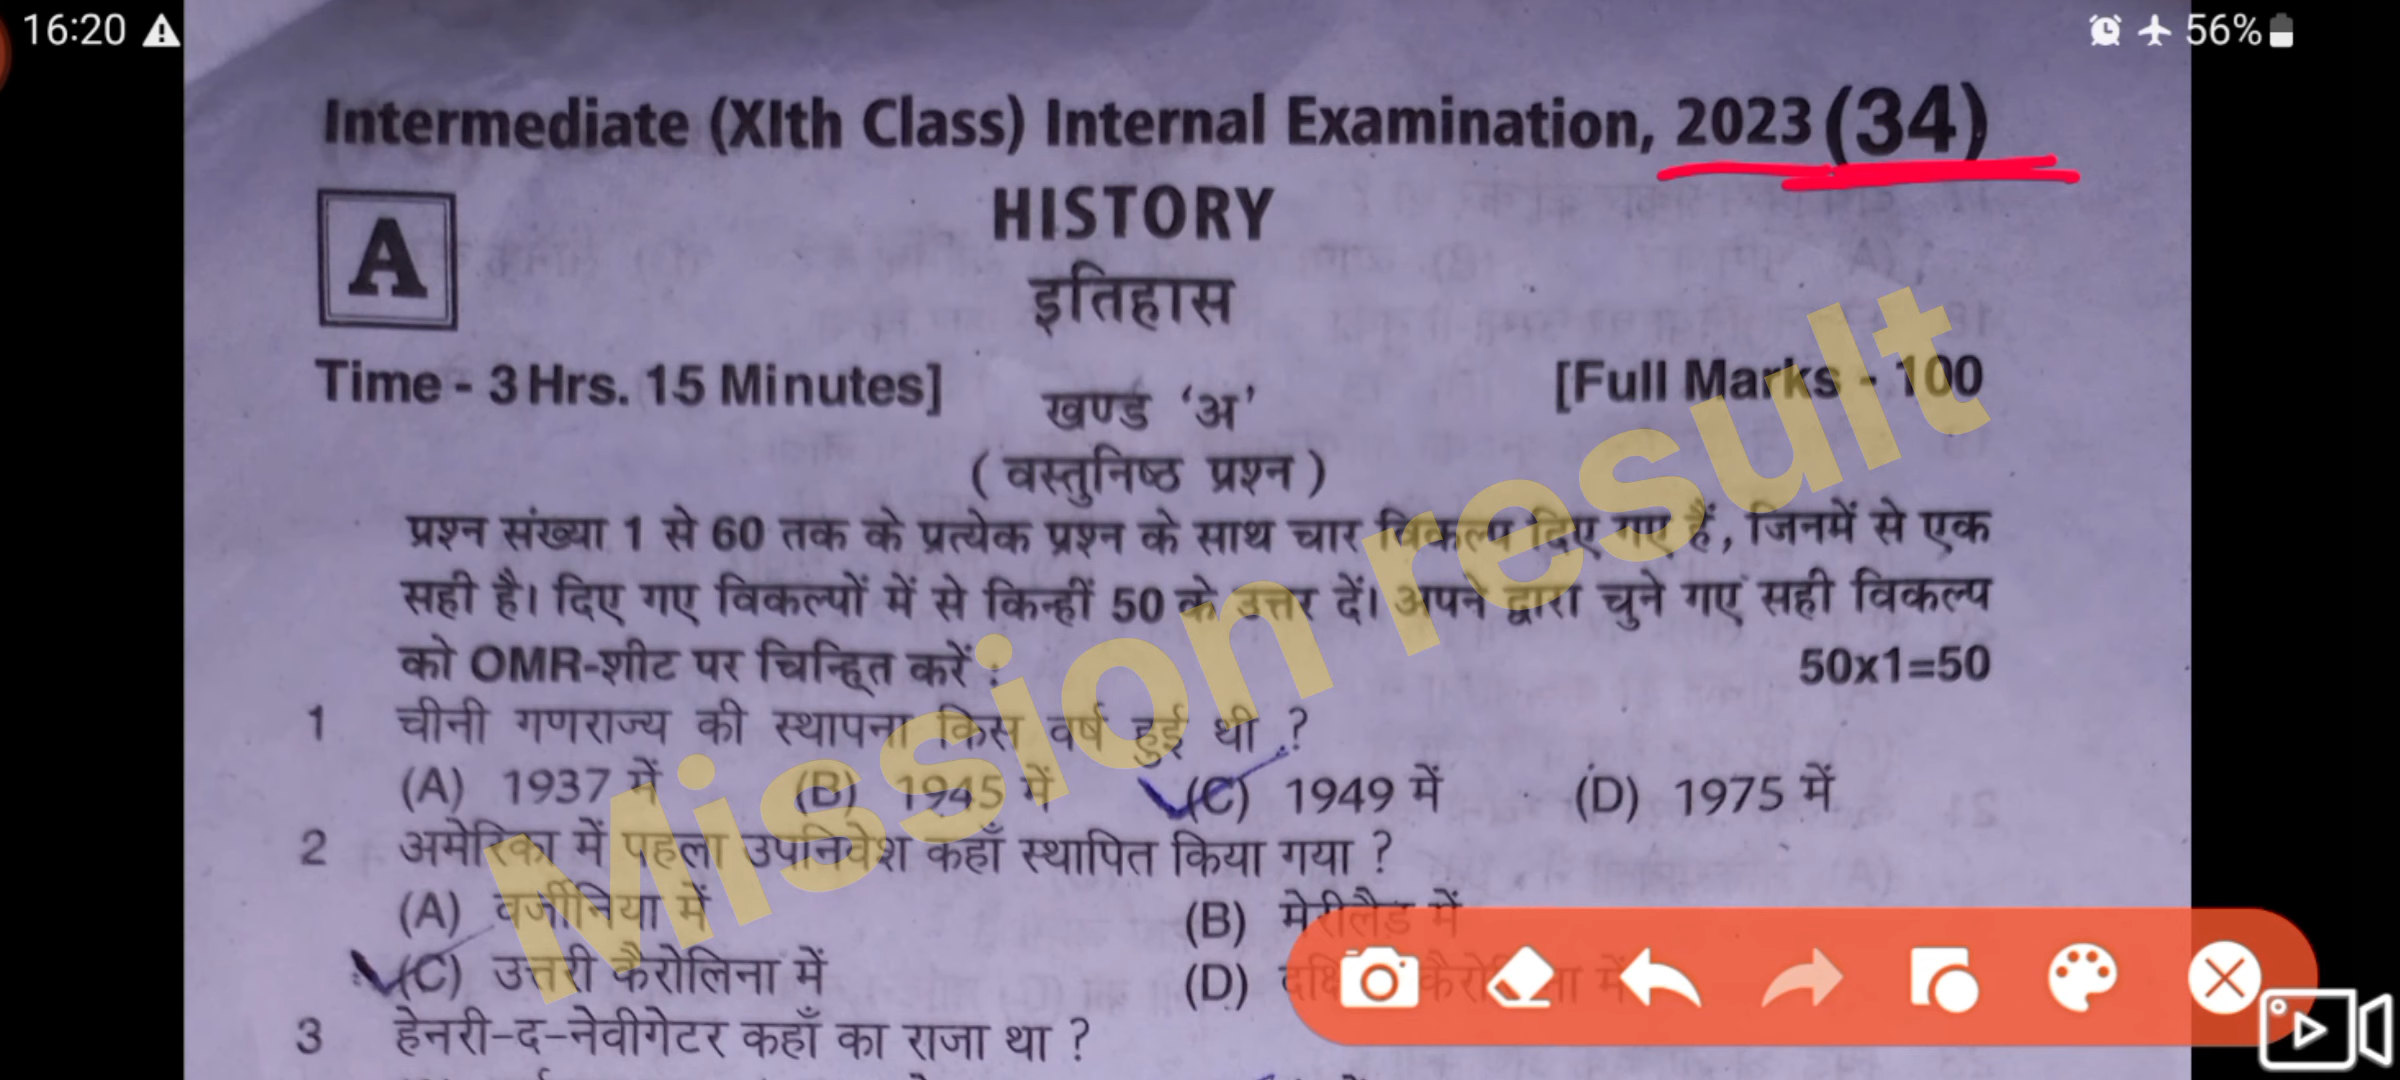 16:20 56%
Intermediate (XIth Class) Internal Examination, 2023 (34)
A
HISTORY
इतिहास
Time - 3 Hrs. 15 Minutes] [Full Marks - 100
खण्ड 'अ'
( वस्तुनिष्ठ प्रश्न )
प्रश्न संख्या 1 से 60 तक के प्रत्येक प्रश्न के साथ चार विकल्प दिए गए हैं, जिनमें से एक
सही है। दिए गए विकल्पों में से किन्हीं 50 के उत्तर दें। अपने द्वारा चुने गए सही विकल्प
को OMR-शीट पर चिन्हित करें : 50x1=50
1 चीनी गणराज्य की स्थापना किस वर्ष हुई थी ?
(A) 1937 में (B) 1945 में (C) 1949 में (D) 1975 में
2 अमेरिका में पहला उपनिवेश कहाँ स्थापित किया गया ?
(A) वर्जीनिया में (B) मेरीलैड में
(C) उत्तरी कैरोलिना में (D)
3 हेनरी-द-नेवीगेटर कहाँ का राजा था ?
Mission result